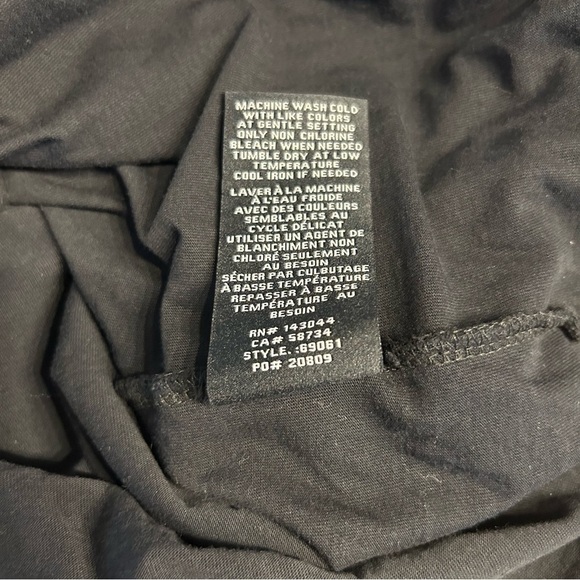 MACHINE WASH COLD
WITH LIKE COLORS
AT GENTLE SETTING
ONLY NON CHLORINE
BLEACH WHEN NEEDED
TUMBLE DRY AT LOW
TEMPERATURE
COOL IRON IF NEEDED
LAVER À LA MACHINE
À L'EAU FROIDE
AVEC DES COULEURS
SEMBLABLES AU
CYCLE DÉLICAT
UTILISER UN AGENT DE
BLANCHIMENT NON
CHLORÉ SEULEMENT
AU BESOIN
SÉCHER PAR CULBUTAGE
À BASSE TEMPÉRATURE
REPASSER À BASSE
TEMPÉRATURE AU
BESOIN
RN# 143044
CA# 58734
STYLE.:69061
PO# 20809